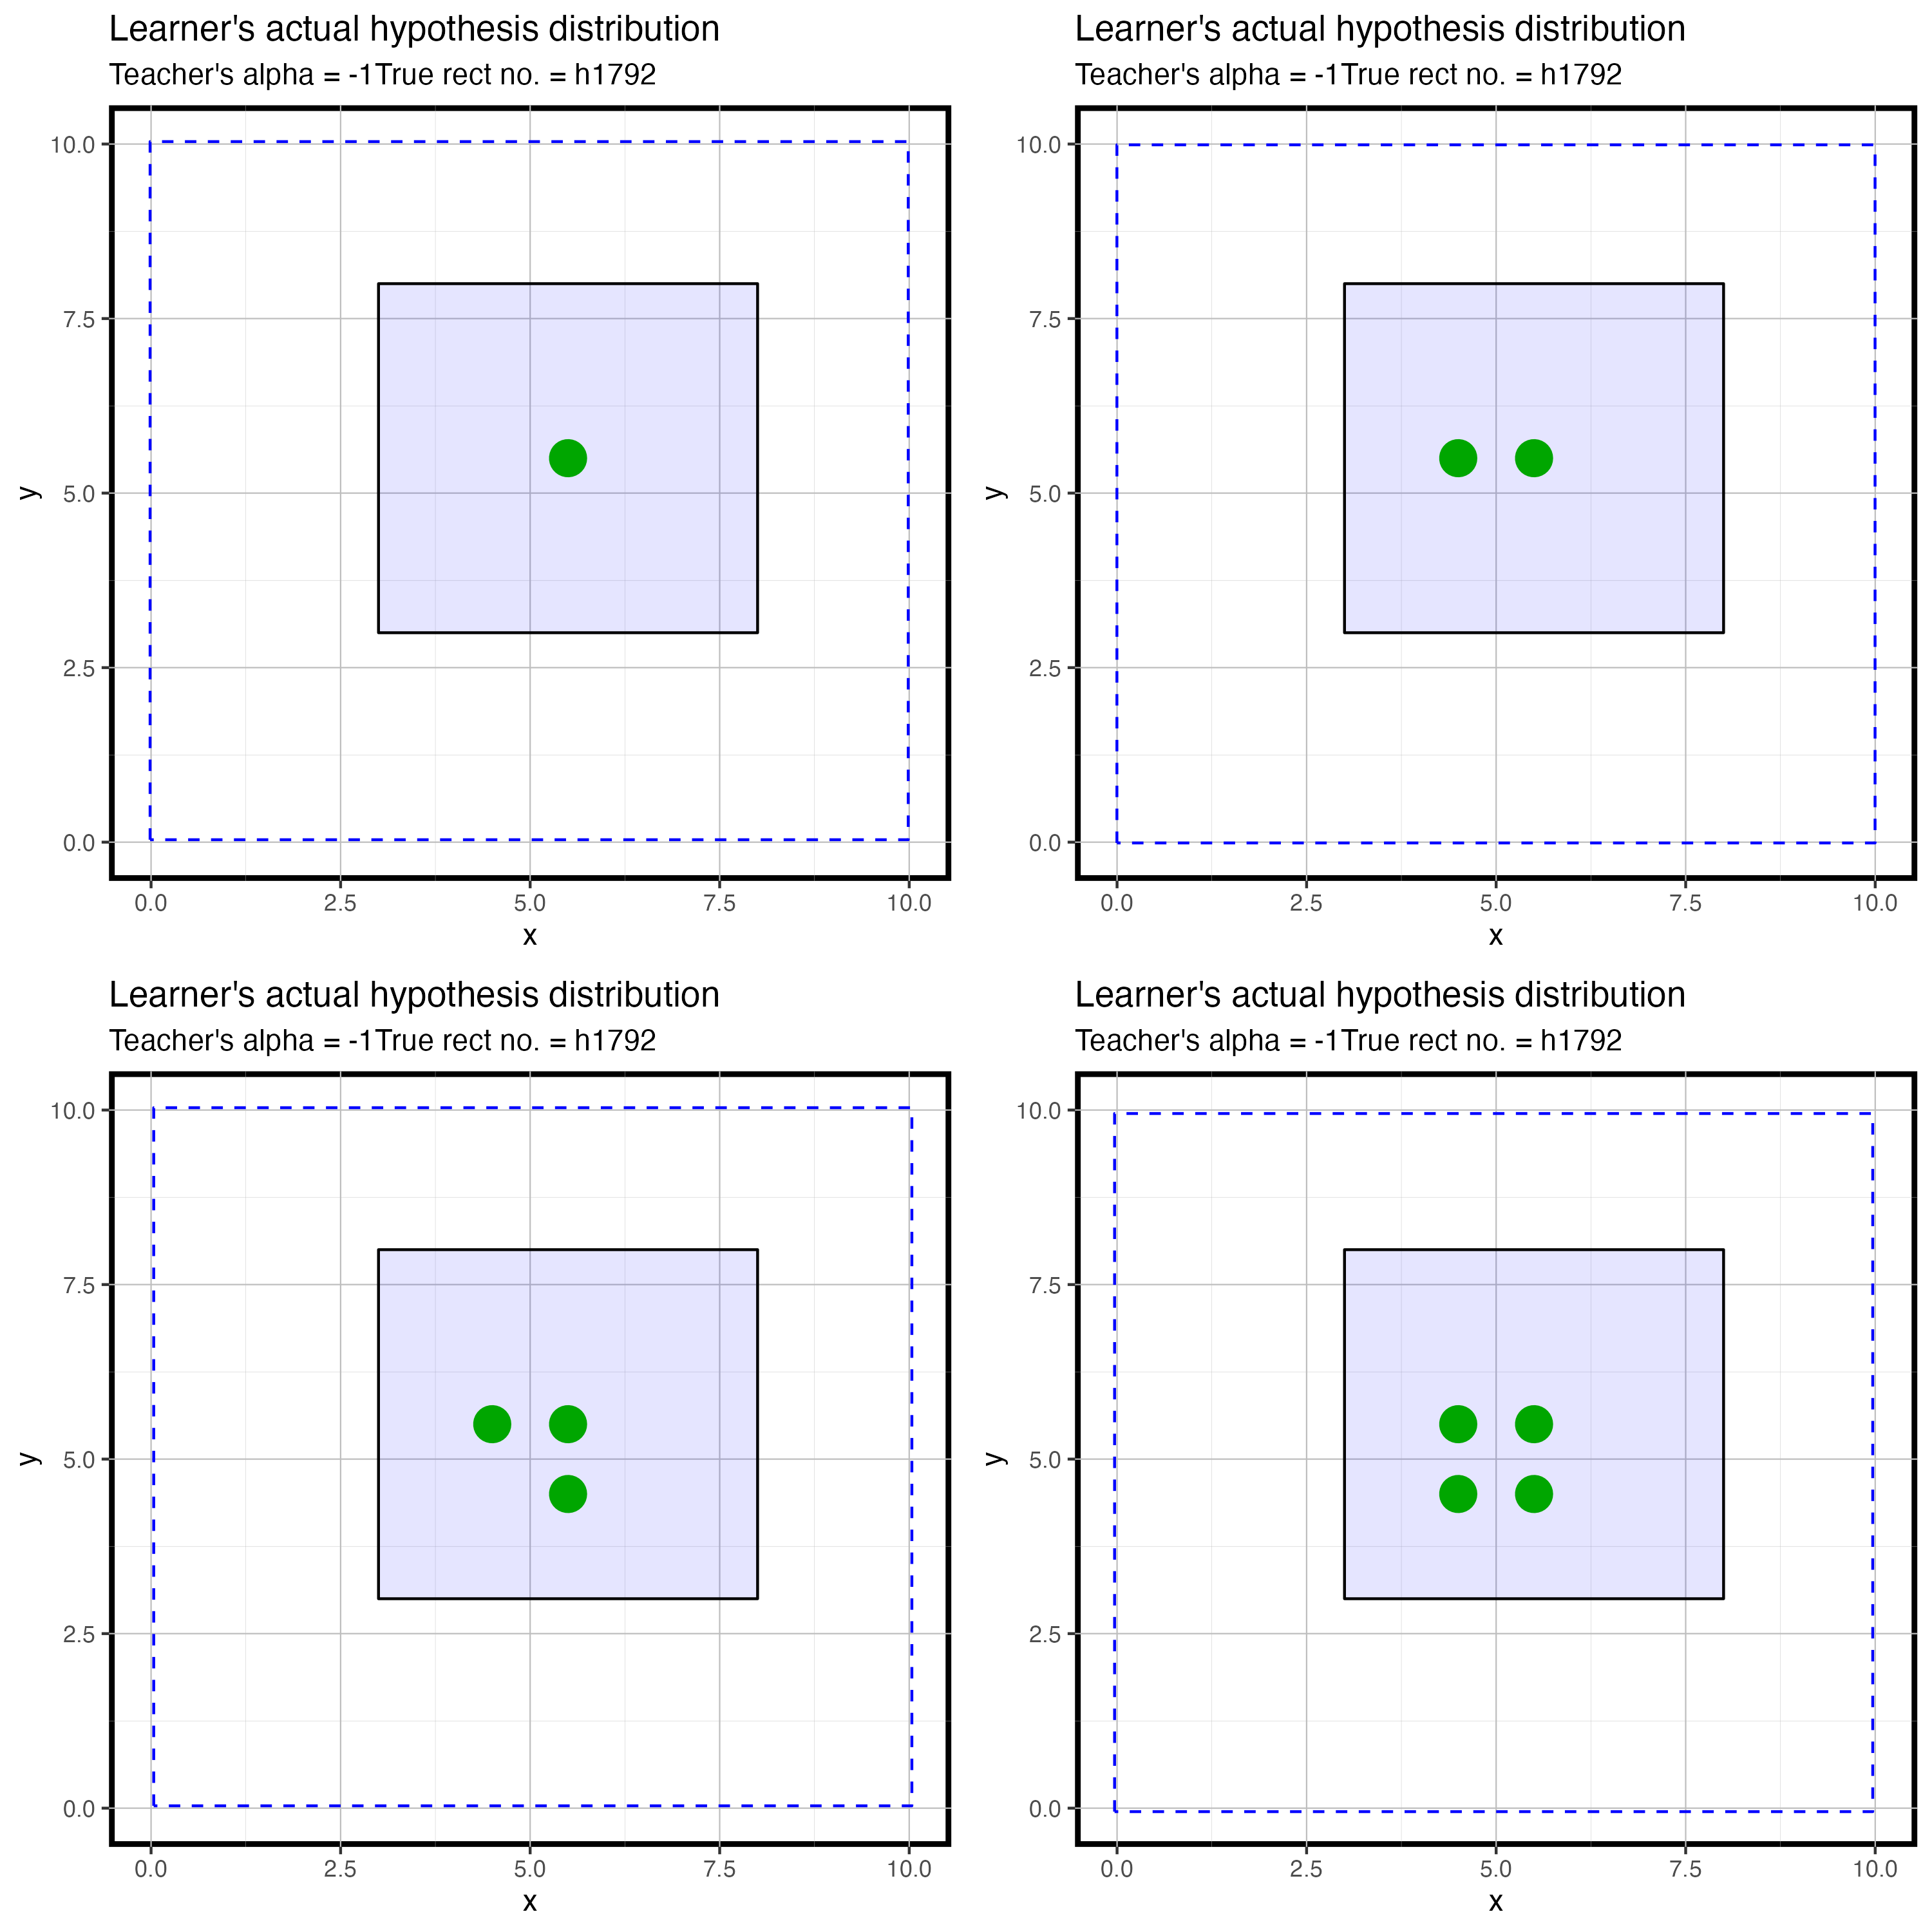 Learner's actual hypothesis distribution
Teacher's alpha = -1True rect no. = h1792
10.0
7.5
5.0
2.5
0.0
y
0.0 2.5 5.0 7.5 10.0
x
Learner's actual hypothesis distribution
Teacher's alpha = -1True rect no. = h1792
10.0
7.5
5.0
2.5
0.0
y
0.0 2.5 5.0 7.5 10.0
x
Learner's actual hypothesis distribution
Teacher's alpha = -1True rect no. = h1792
10.0
7.5
5.0
2.5
0.0
y
0.0 2.5 5.0 7.5 10.0
x
Learner's actual hypothesis distribution
Teacher's alpha = -1True rect no. = h1792
10.0
7.5
5.0
2.5
0.0
y
0.0 2.5 5.0 7.5 10.0
x